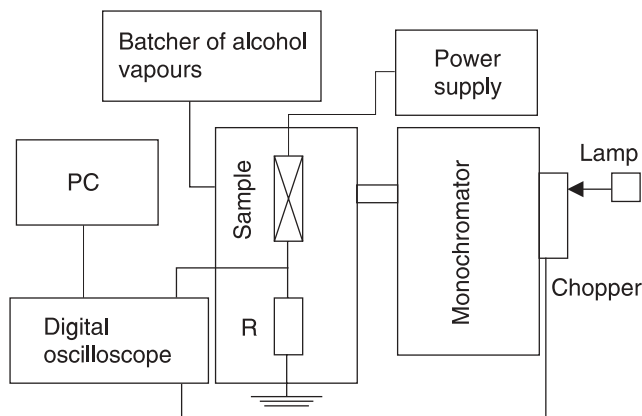 Batcher of alcohol
vapours
Power
supply
PC
Sample
Monochromator
Lamp
Chopper
Digital
oscilloscope
R